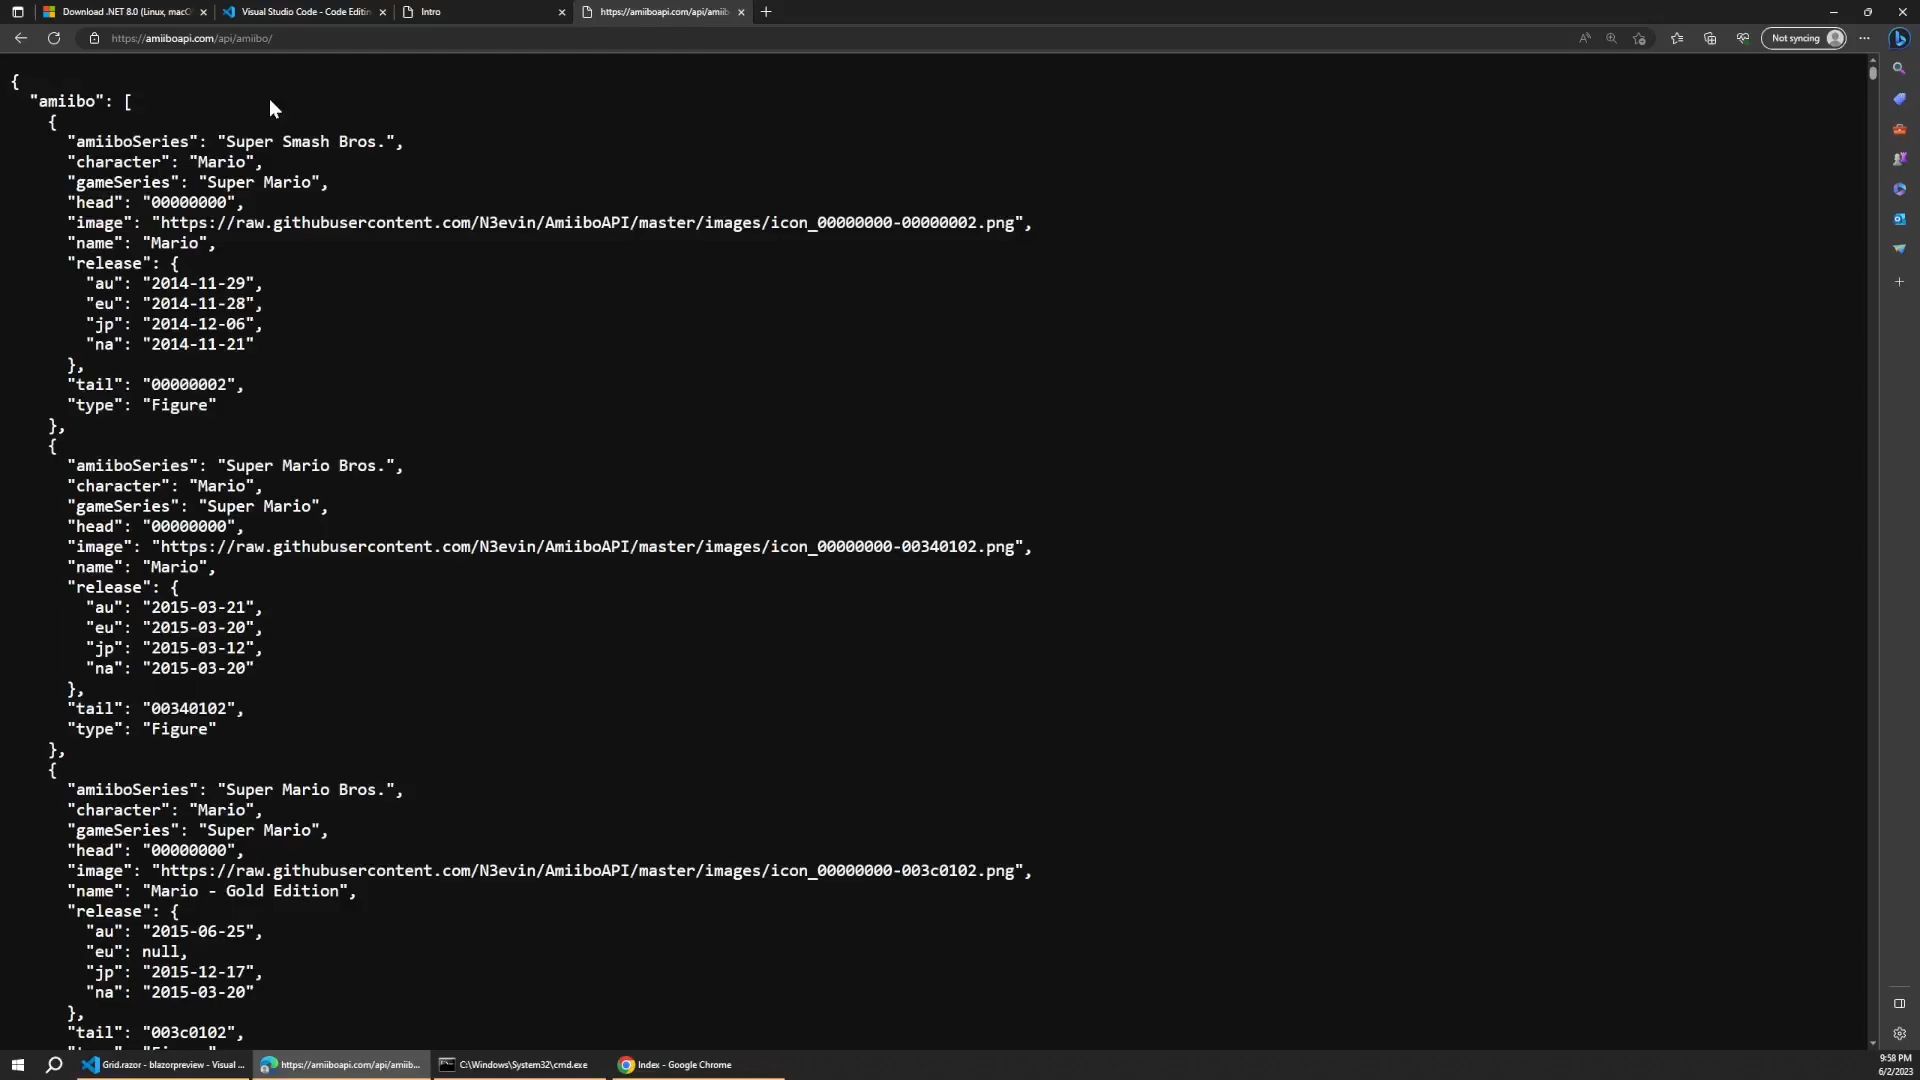 Download .NET 8.0 (Linux, macO
Visual Studio Code - Code Editin
Intro
https://amiiboapi.com/api/amiib
https://amiiboapi.com/api/amiibo/
Not syncing
{
"amiibo": [
{
"amiiboSeries": "Super Smash Bros.",
"character": "Mario",
"gameSeries": "Super Mario",
"head": "00000000",
"image": "https://raw.githubusercontent.com/N3evin/AmiiboAPI/master/images/icon_00000000-00000002.png",
"name": "Mario",
"release": {
"au": "2014-11-29",
"eu": "2014-11-28",
"jp": "2014-12-06",
"na": "2014-11-21"
},
"tail": "00000002",
"type": "Figure"
},
{
"amiiboSeries": "Super Mario Bros.",
"character": "Mario",
"gameSeries": "Super Mario",
"head": "00000000",
"image": "https://raw.githubusercontent.com/N3evin/AmiiboAPI/master/images/icon_00000000-00340102.png",
"name": "Mario",
"release": {
"au": "2015-03-21",
"eu": "2015-03-20",
"jp": "2015-03-12",
"na": "2015-03-20"
},
"tail": "00340102",
"type": "Figure"
},
{
"amiiboSeries": "Super Mario Bros.",
"character": "Mario",
"gameSeries": "Super Mario",
"head": "00000000",
"image": "https://raw.githubusercontent.com/N3evin/AmiiboAPI/master/images/icon_00000000-003c0102.png",
"name": "Mario - Gold Edition",
"release": {
"au": "2015-06-25",
"eu": null,
"jp": "2015-12-17",
"na": "2015-03-20"
},
"tail": "003c0102",
Grid.razor - blazorpreview - Visual ...
https://amiiboapi.com/api/amiib...
C:\Windows\System32\cmd.exe
Index - Google Chrome
9:58 PM
6/2/2023